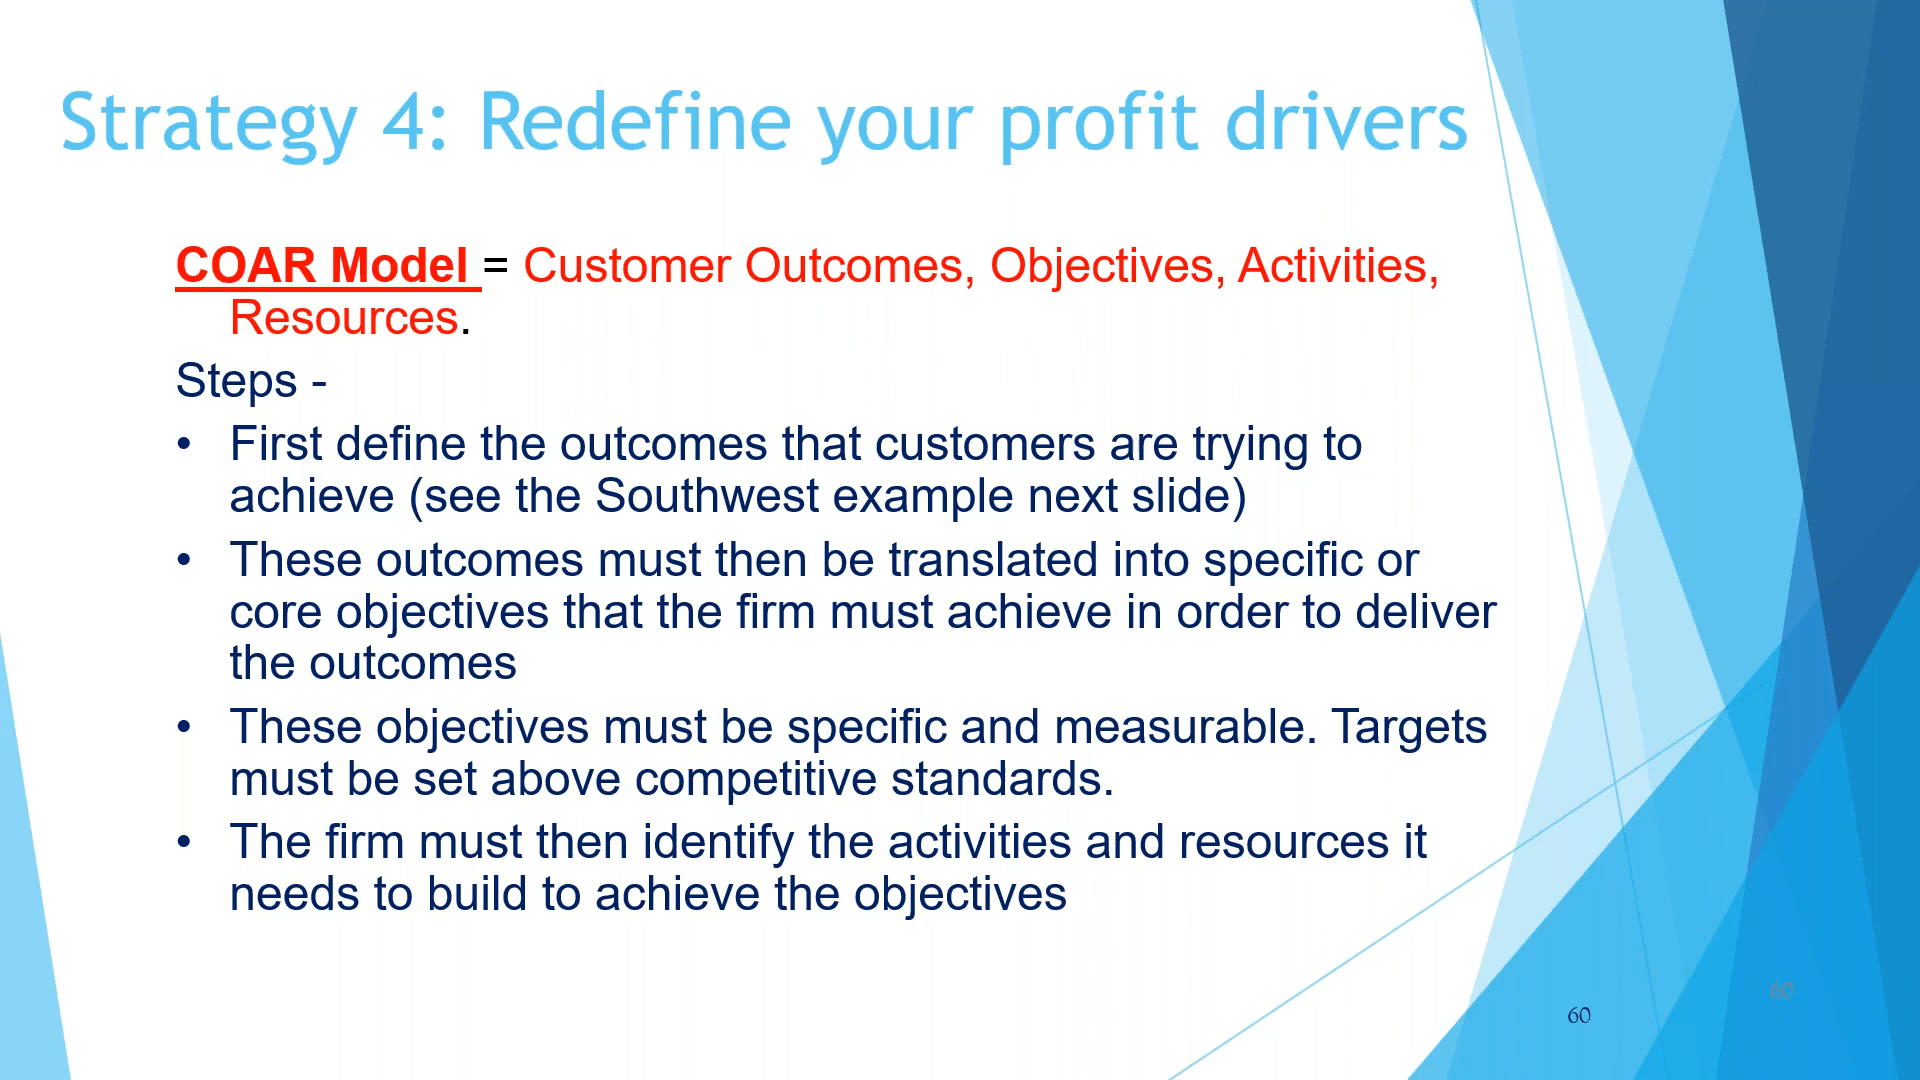 Strategy 4: Redefine your profit drivers
COAR Model = Customer Outcomes, Objectives, Activities,
Resources.
Steps -
• First define the outcomes that customers are trying to
achieve (see the Southwest example next slide)
• These outcomes must then be translated into specific or
core objectives that the firm must achieve in order to deliver
the outcomes
• These objectives must be specific and measurable. Targets
must be set above competitive standards.
• The firm must then identify the activities and resources it
needs to build to achieve the objectives
60
60